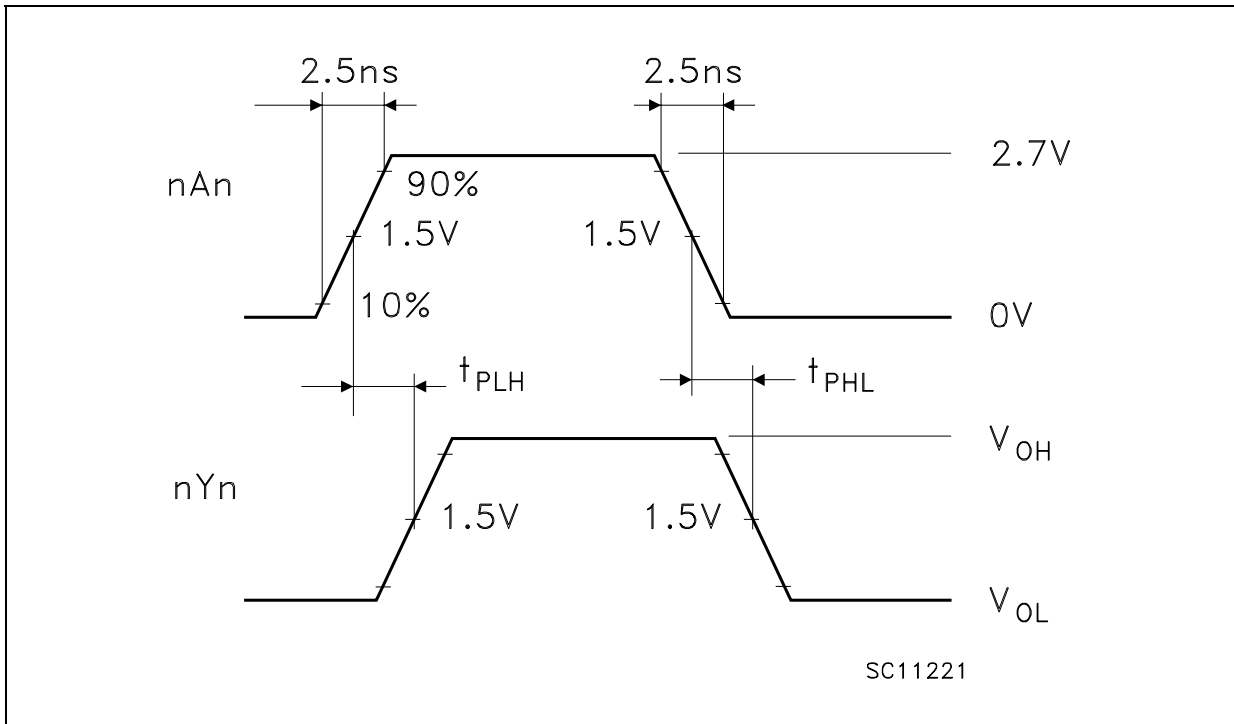 2.5ns 2.5ns
2.7V
nAn
90%
1.5V 1.5V
10%
0V
tPLH tPHL
VOH
nYn
1.5V 1.5V
VOL
SC11221